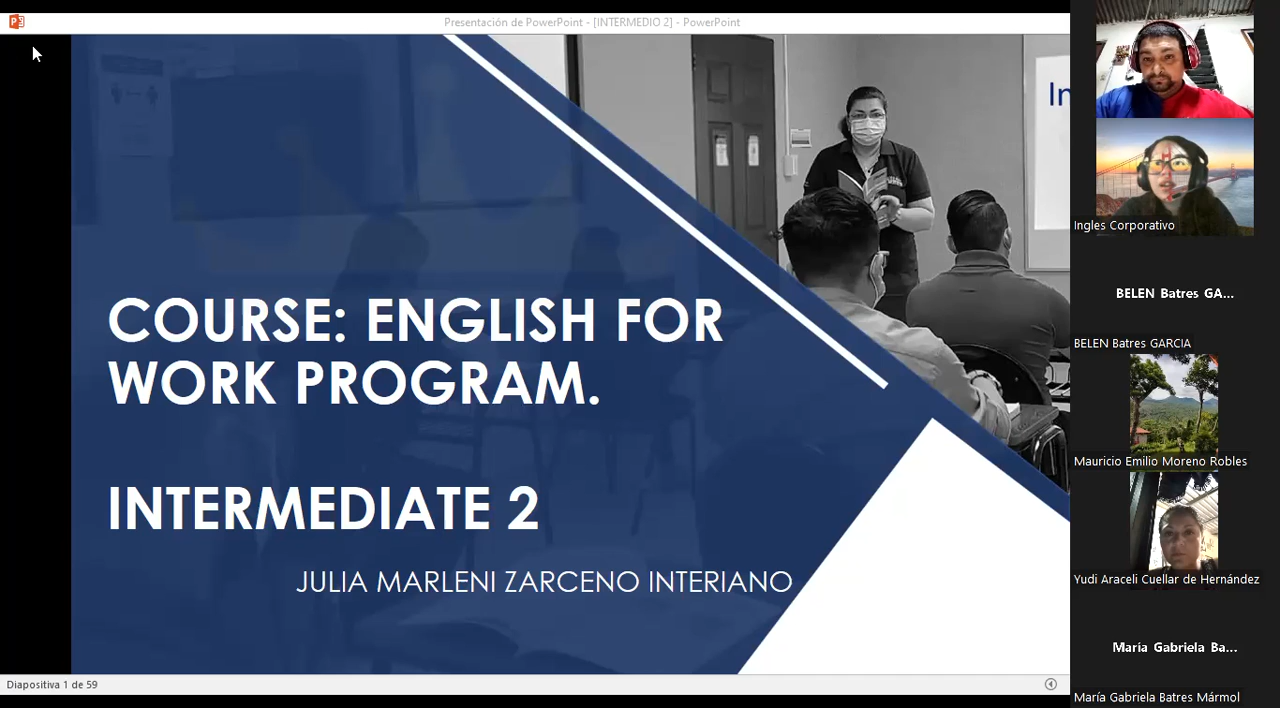 Presentación de PowerPoint - [INTERMEDIO 2] - PowerPoint
In
COURSE: ENGLISH FOR
WORK PROGRAM.
INTERMEDIATE 2
JULIA MARLENI ZARCENO INTERIANO
Diapositiva 1 de 59
Ingles Corporativo
BELEN Batres GA...
BELEN Batres GARCIA
Mauricio Emilio Moreno Robles
Yudi Araceli Cuellar de Hernández
María Gabriela Ba...
María Gabriela Batres Mármol